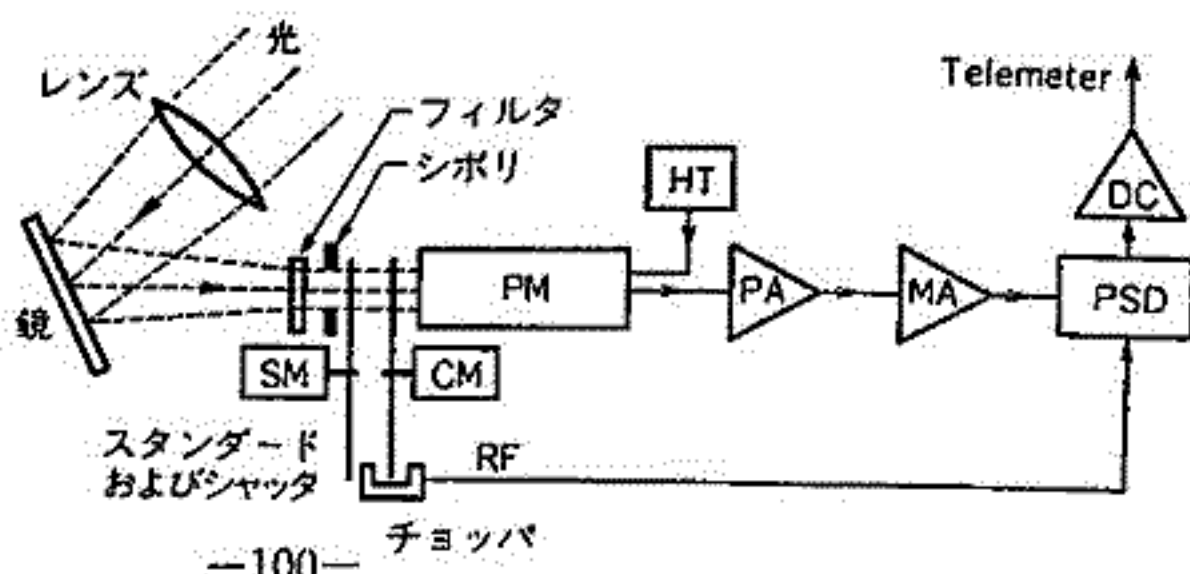 光
レンズ
フィルタ
シボリ
鏡
HT
Telemeter
DC
PM
PA
MA
PSD
SM
CM
スタンダード
およびシャッタ
RF
チョッパ
—100—